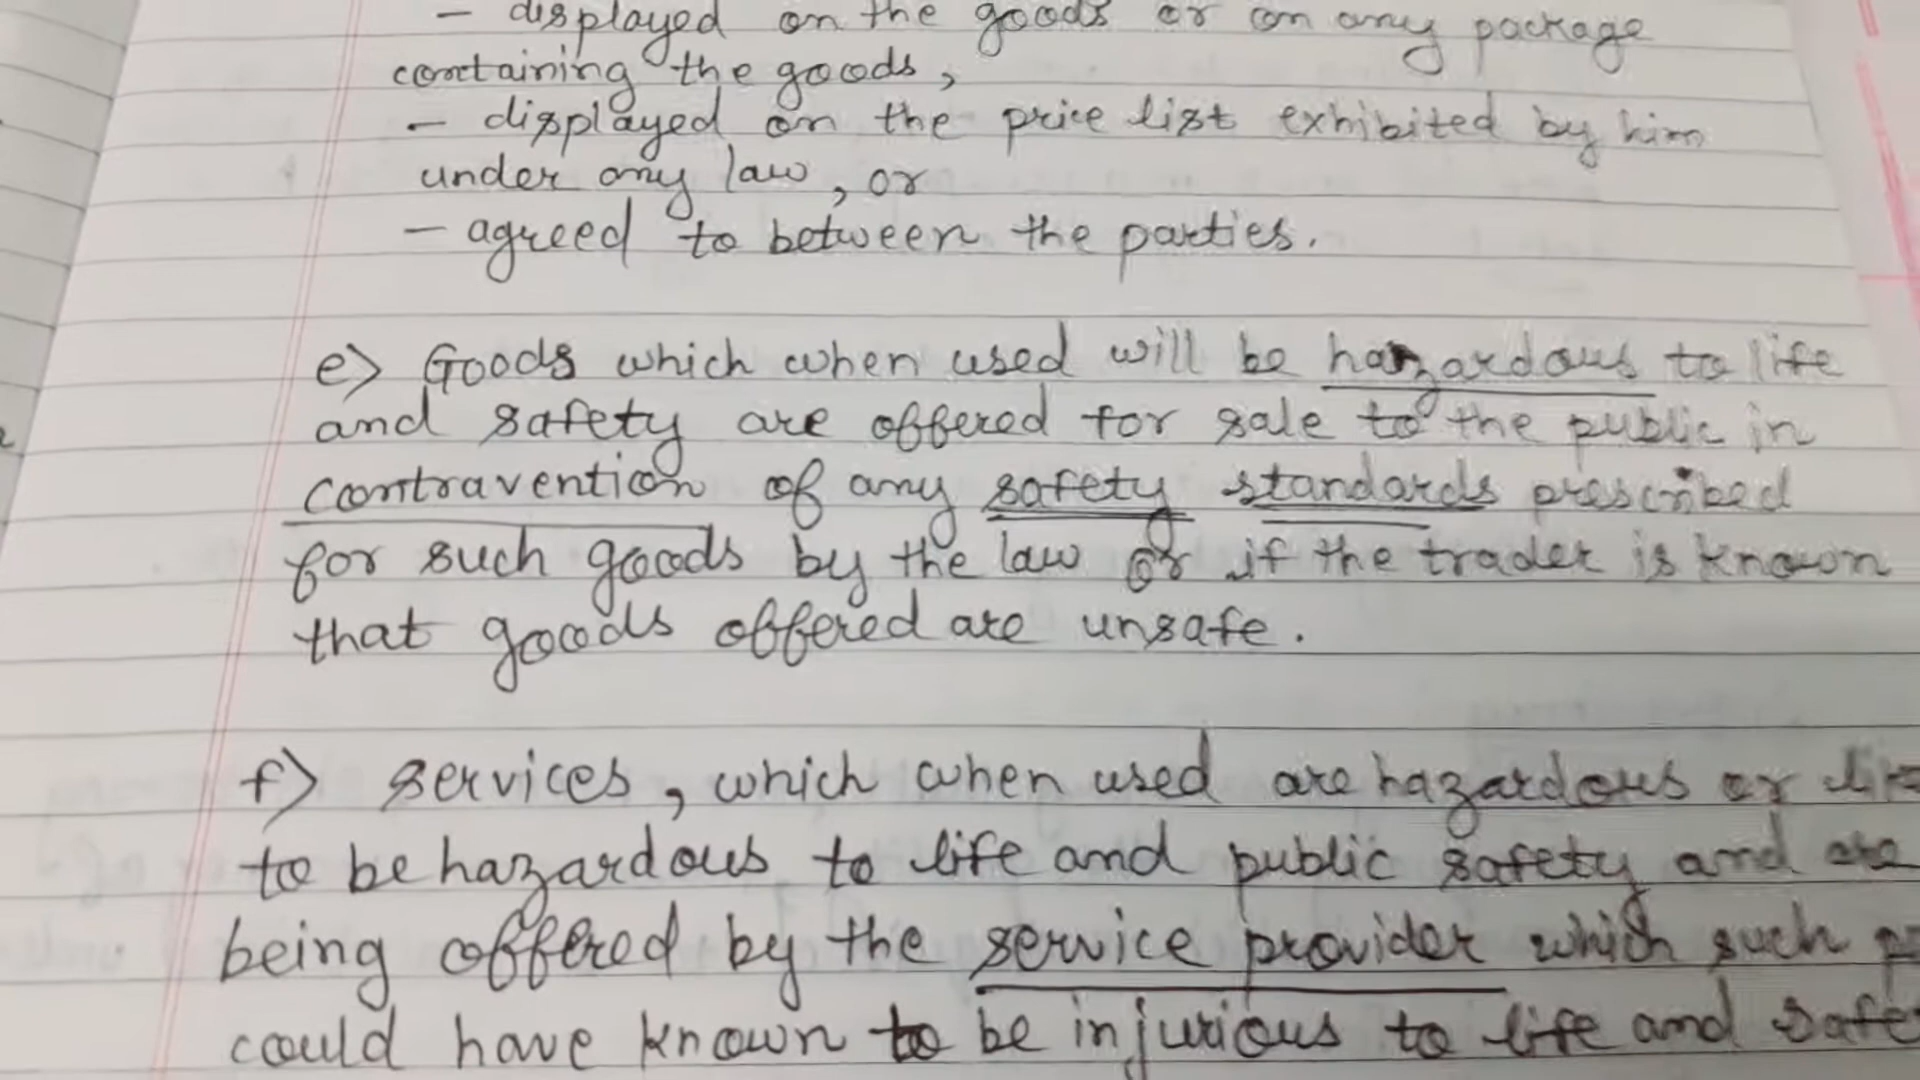 – displayed on the goods or on any package
containing the goods,
– displayed on the price list exhibited by him
under any law, or
– agreed to between the parties.
e) Goods which when used will be hazardous to life
and safety are offered for sale to the public in
contravention of any safety standards prescribed
for such goods by the law or if the trader is known
that goods offered are unsafe.
f) Services, which when used are hazardous or
to be hazardous to life and public safety and are
being offered by the service provider which such
could have known to be injurious to life and